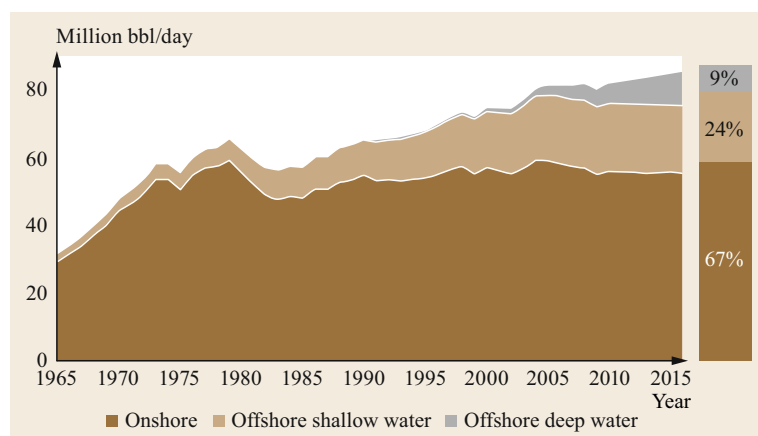 Million bbl/day
80
60
40
20
0
1965 1970 1975 1980 1985 1990 1995 2000 2005 2010 2015
Year
9%
24%
67%
Onshore Offshore shallow water Offshore deep water